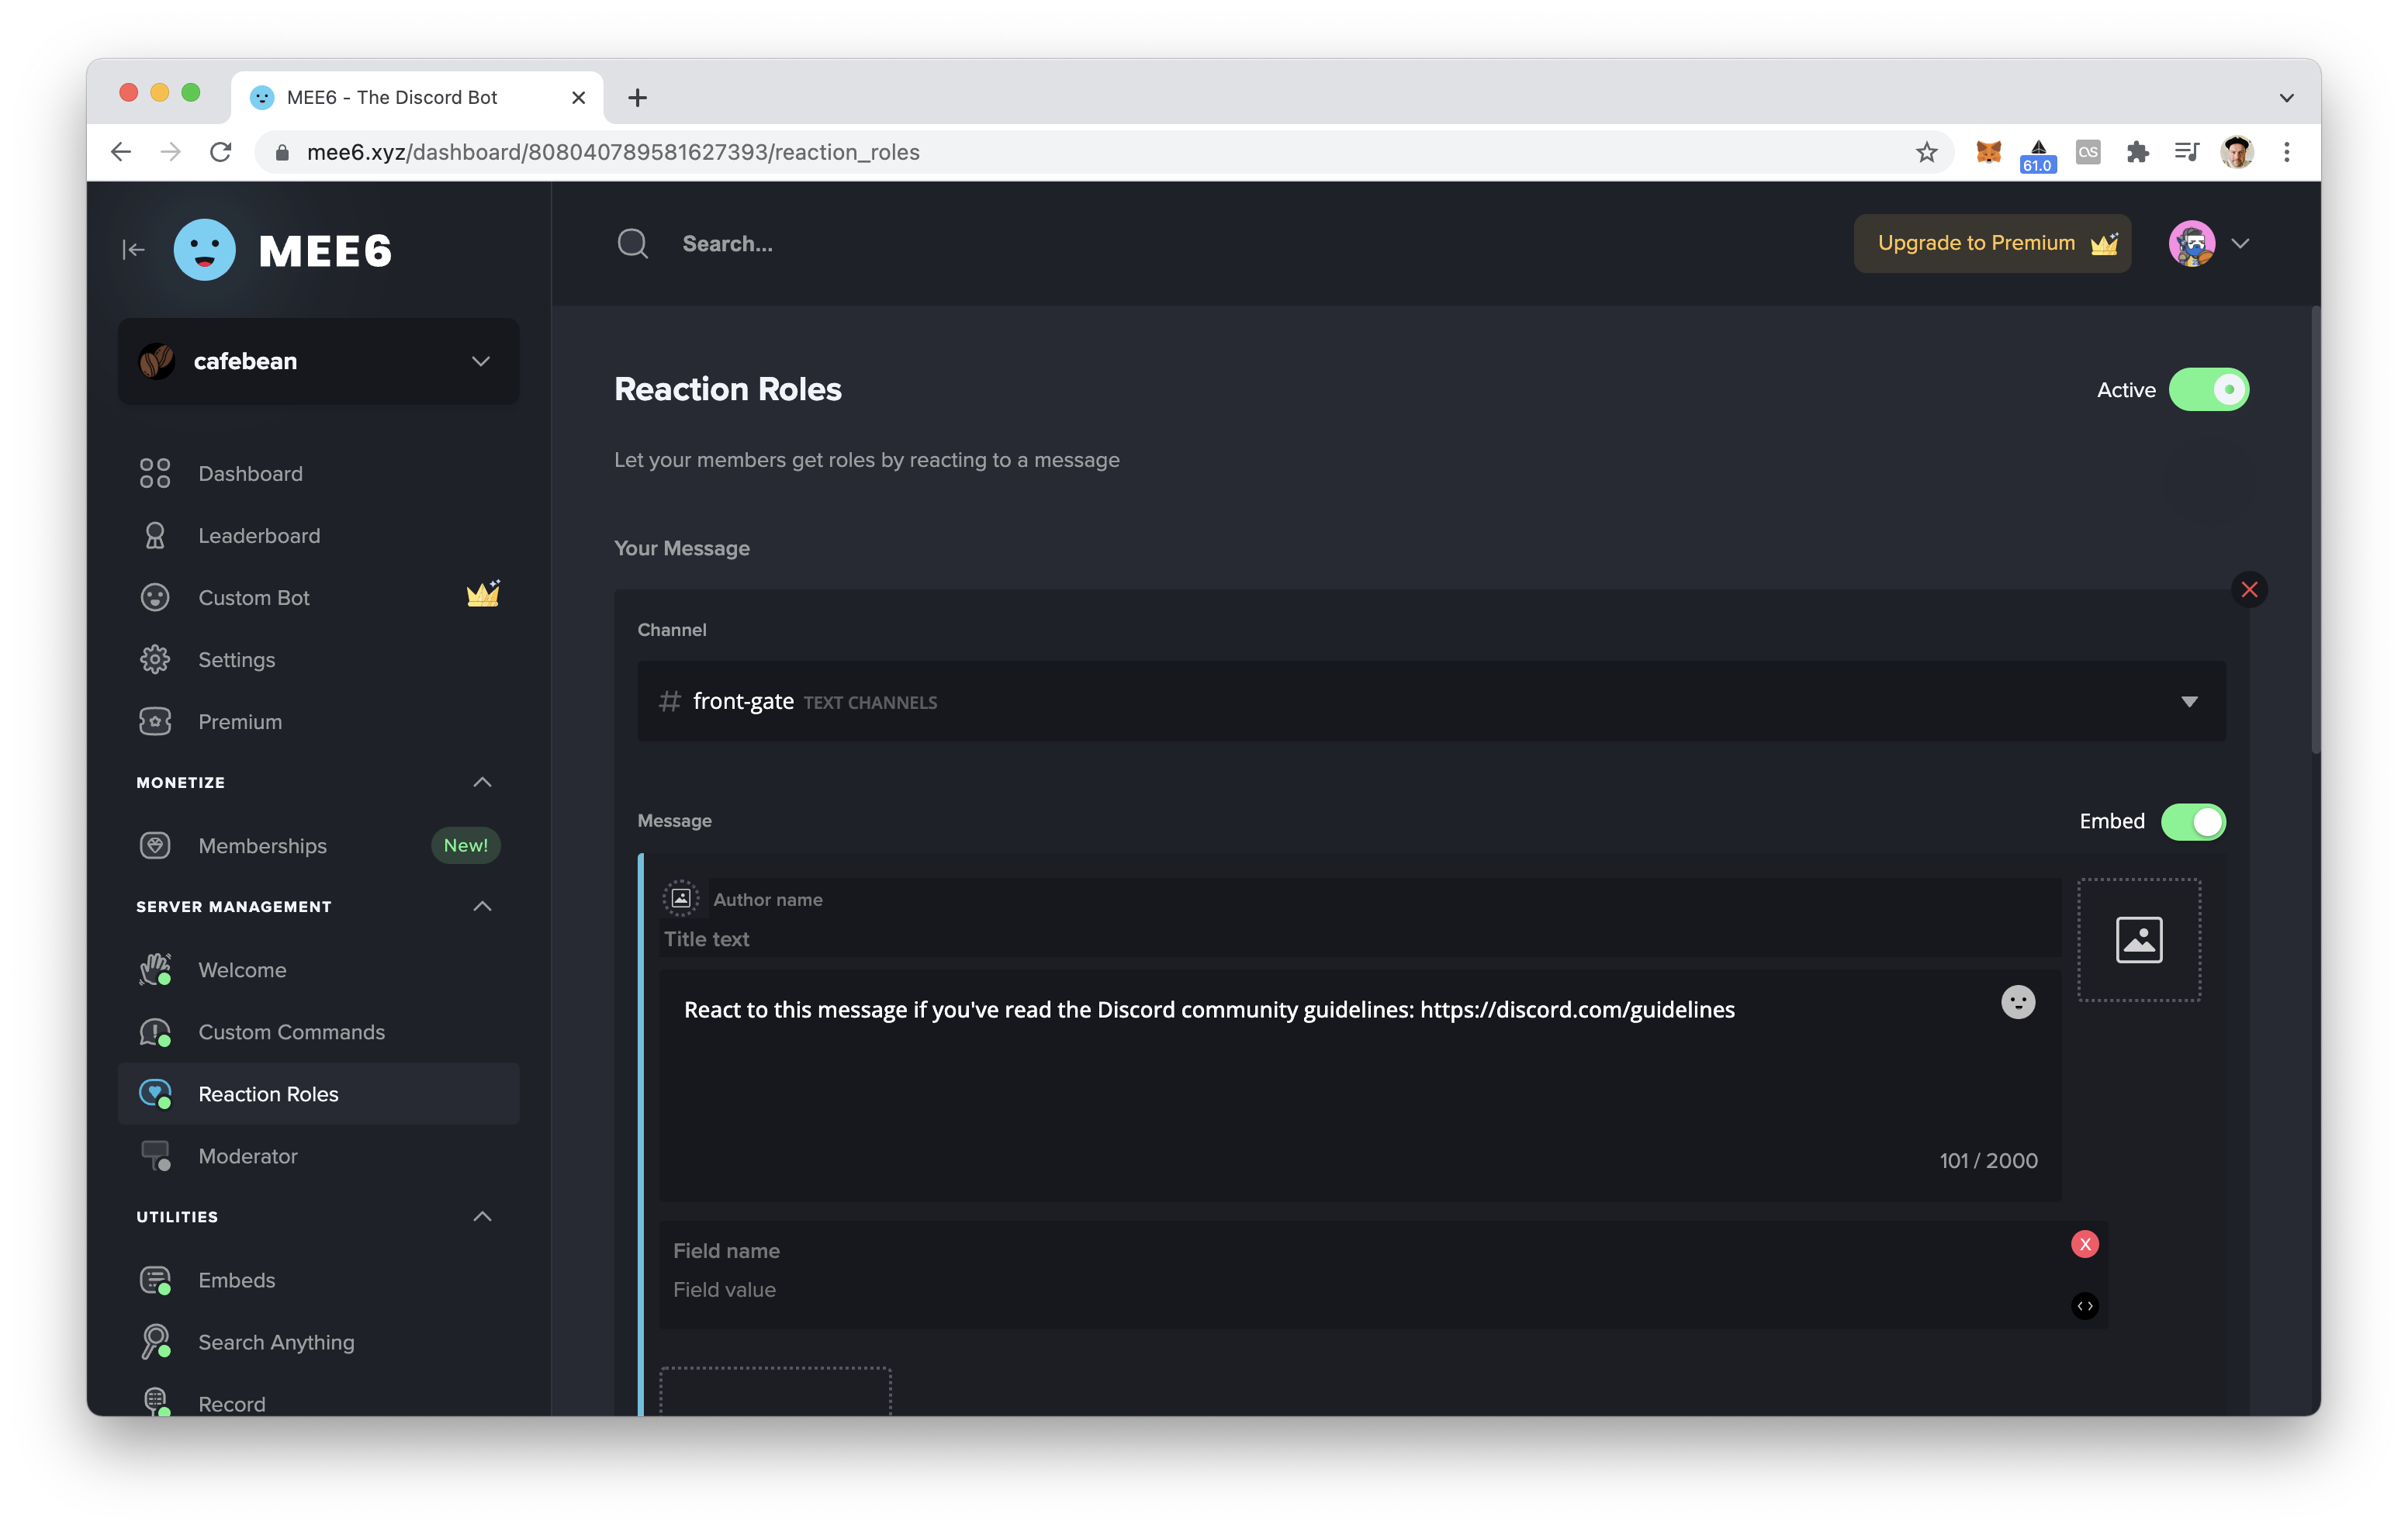 MEE6 - The Discord Bot
mee6.xyz/dashboard/808040789581627393/reaction_roles
61.0
OS
MEE6
Search...
Upgrade to Premium
cafebean
Dashboard
Leaderboard
Custom Bot
Settings
Premium
MONETIZE
Memberships New!
SERVER MANAGEMENT
Welcome
Custom Commands
Reaction Roles
Moderator
UTILITIES
Embeds
Search Anything
Record
Reaction Roles
Active
Let your members get roles by reacting to a message
Your Message
Channel
# front-gate TEXT CHANNELS
Message
Embed
Author name
Title text
React to this message if you've read the Discord community guidelines: https://discord.com/guidelines
101 / 2000
Field name
X
Field value